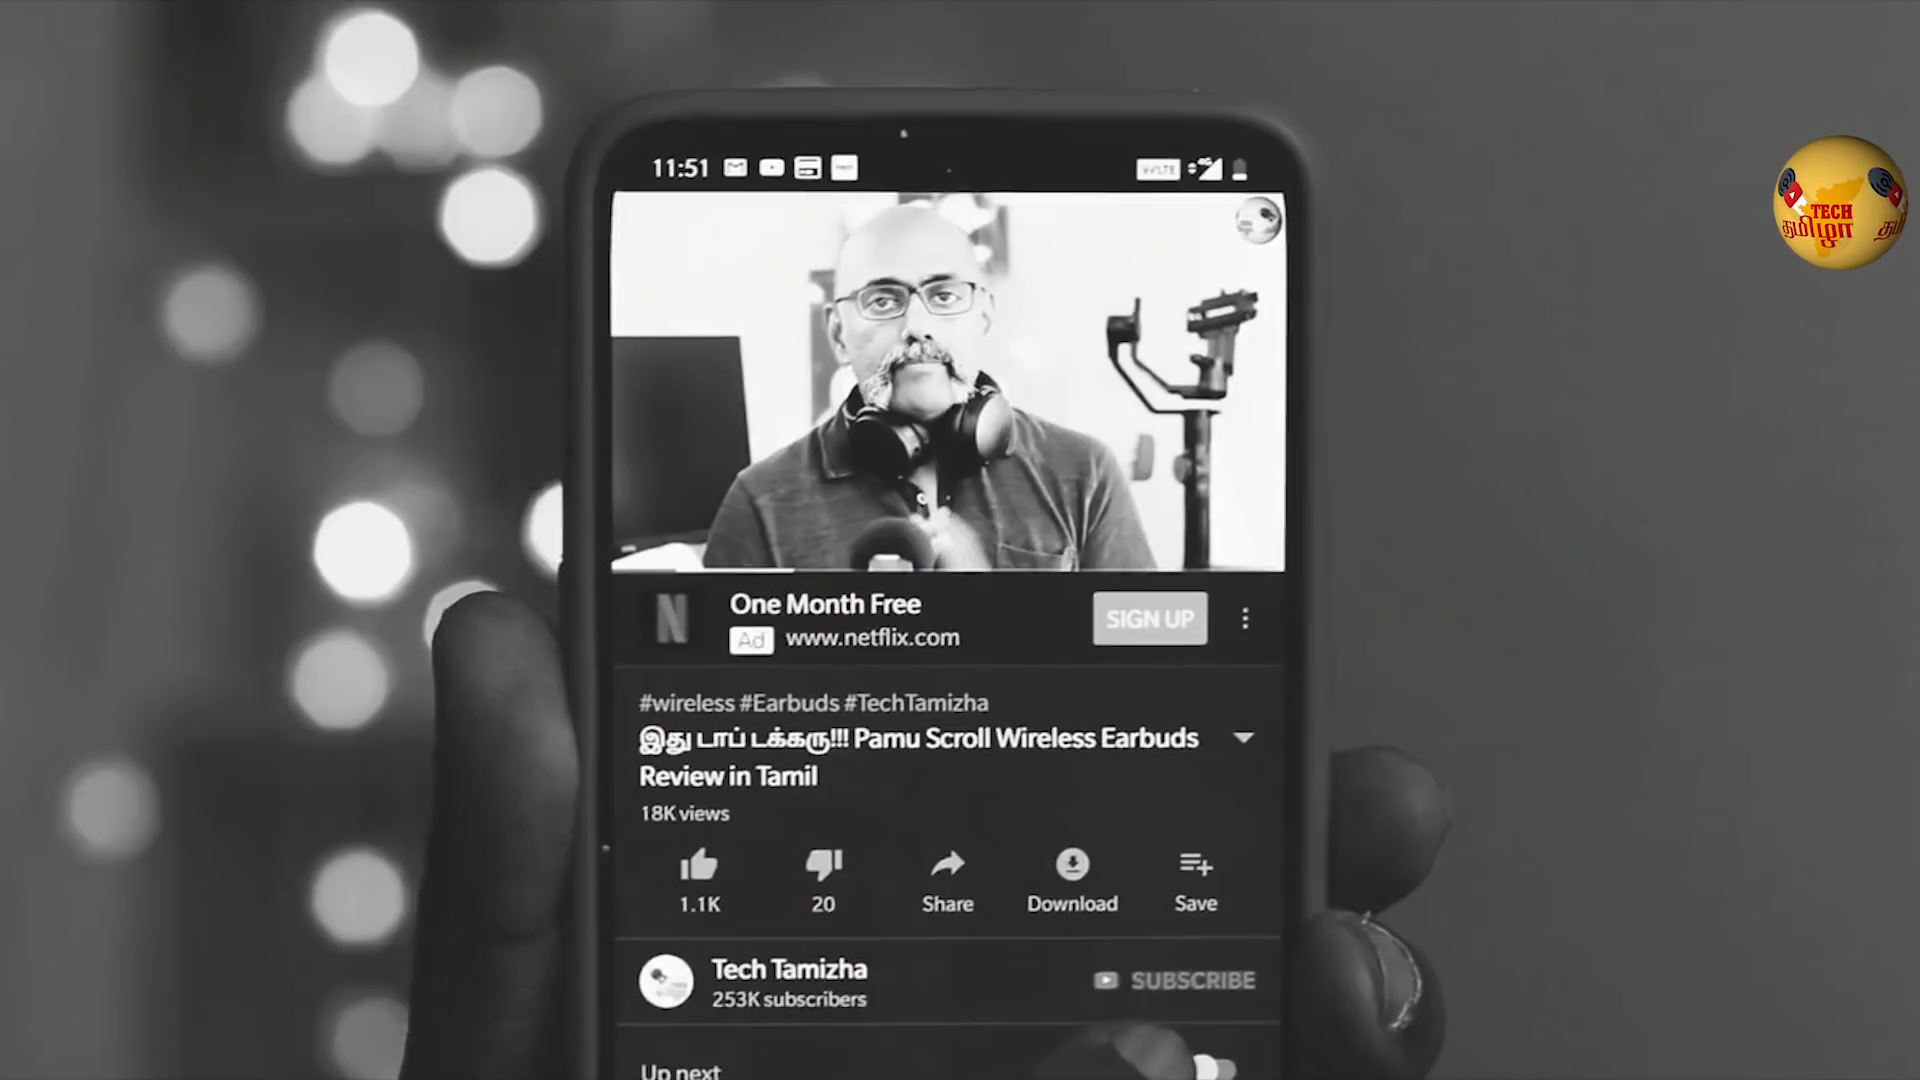 11:51
TECH
தமிழா
One Month Free
SIGN UP
Ad www.netflix.com
#wireless #Earbuds #TechTamizha
இது டாப் டக்கரு!!! Pamu Scroll Wireless Earbuds
Review in Tamil
18K views
1.1K
20
Share
Download
Save
Tech Tamizha
253K subscribers
SUBSCRIBE
Up next